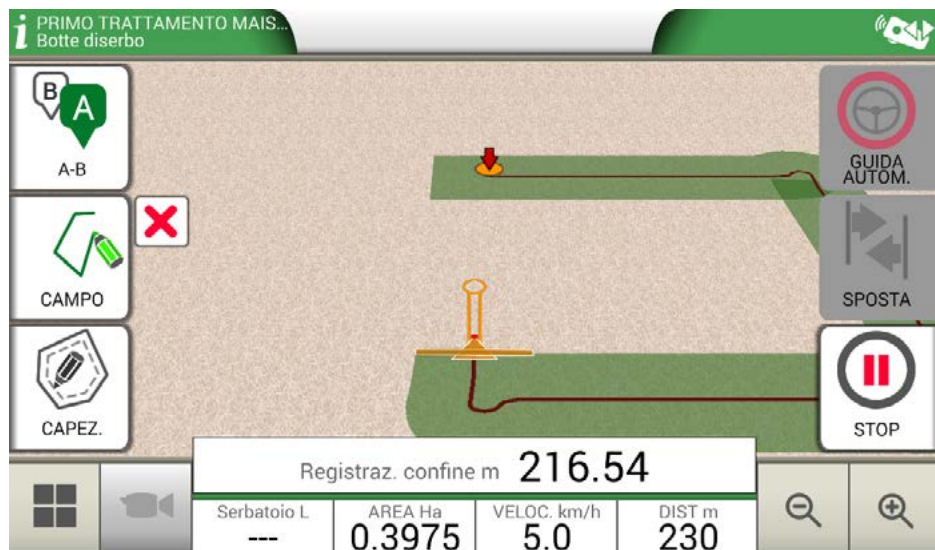 i PRIMO TRATTAMENTO MAIS...
Botte diserbo
B
A
A-B
CAMPO
CAPEZ.
GUIDA
AUTOM.
SPOSTA
STOP
Registraz. confine m 216.54
Serbatoio L AREA Ha VELOC. km/h DIST m
--- 0.3975 5.0 230